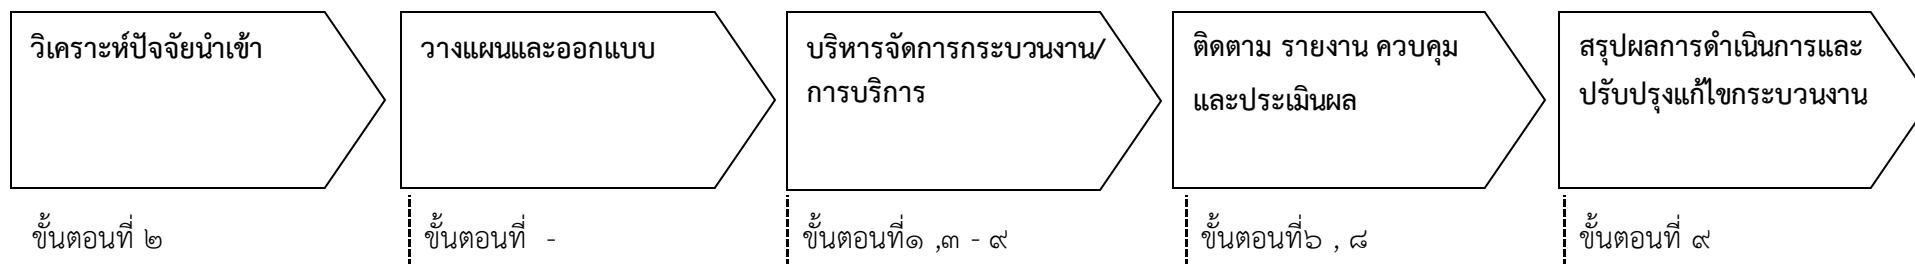 วิเคราะห์ปัจจัยนำเข้า
วางแผนและออกแบบ
บริหารจัดการกระบวนงาน/
การบริการ
ติดตาม รายงาน ควบคุม
และประเมินผล
สรุปผลการดำเนินการและ
ปรับปรุงแก้ไขกระบวนงาน
ขั้นตอนที่ ๒
ขั้นตอนที่ -
ขั้นตอนที่๑ ,๓ - ๙
ขั้นตอนที่๖ , ๘
ขั้นตอนที่ ๙